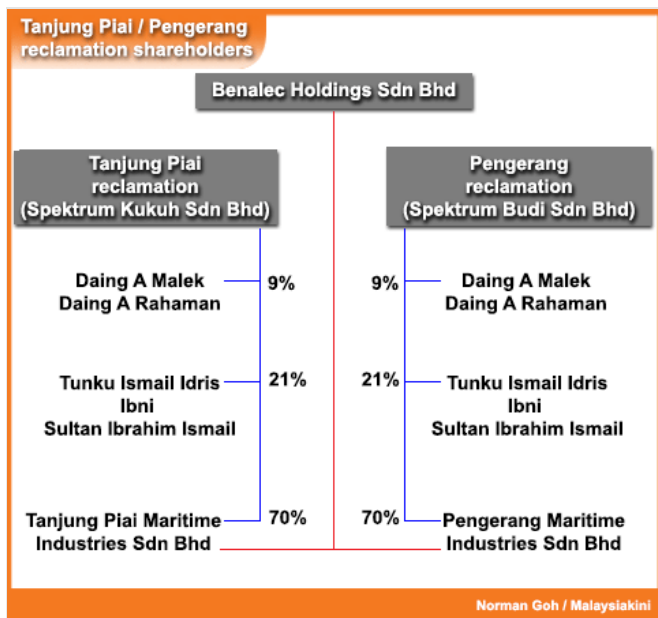 Tanjung Piai / Pengerang
reclamation shareholders
Benalec Holdings Sdn Bhd
Tanjung Piai
reclamation
(Spektrum Kukuh Sdn Bhd)
Daing A Malek
Daing A Rahaman
9%
Tunku Ismail Idris
Ibni
Sultan Ibrahim Ismail
21%
Tanjung Piai Maritime
Industries Sdn Bhd
70%
Pengerang
reclamation
(Spektrum Budi Sdn Bhd)
9%
Daing A Malek
Daing A Rahaman
21%
Tunku Ismail Idris
Ibni
Sultan Ibrahim Ismail
70%
Pengerang Maritime
Industries Sdn Bhd
Norman Goh / Malaysiakini